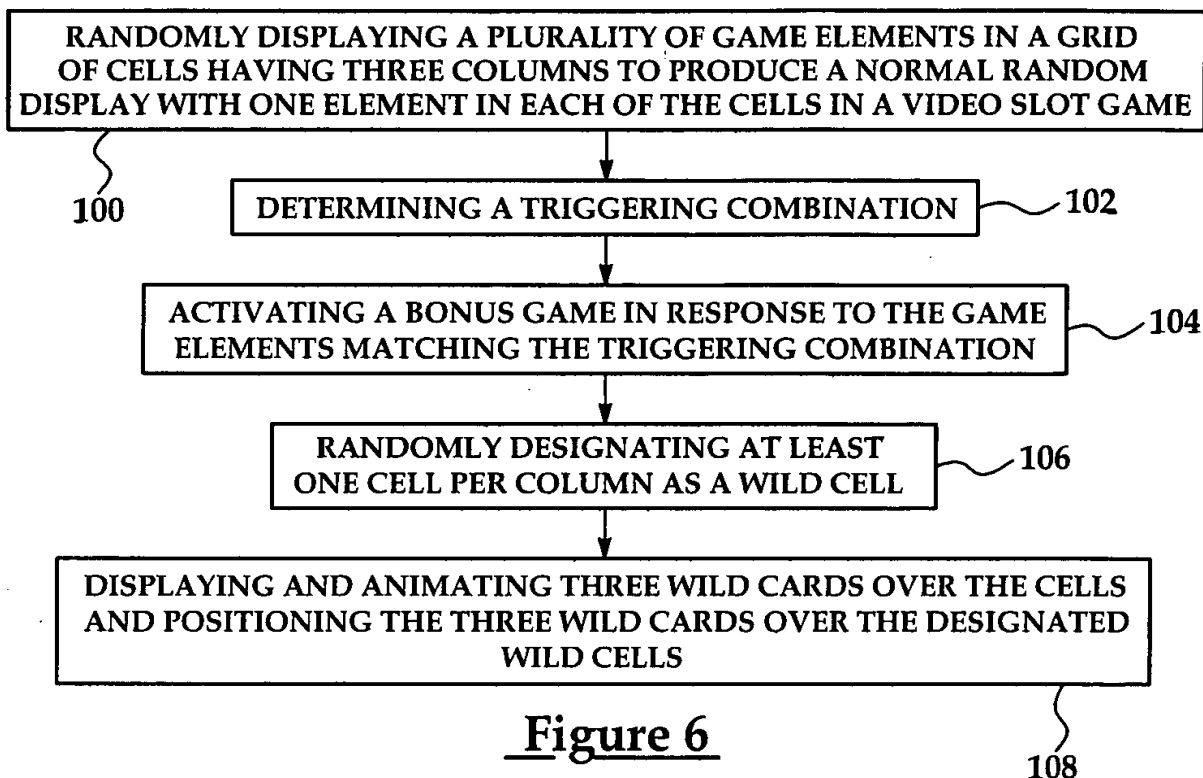 RANDOMLY DISPLAYING A PLURALITY OF GAME ELEMENTS IN A GRID
OF CELLS HAVING THREE COLUMNS TO PRODUCE A NORMAL RANDOM
DISPLAY WITH ONE ELEMENT IN EACH OF THE CELLS IN A VIDEO SLOT GAME
100
DETERMINING A TRIGGERING COMBINATION
102
ACTIVATING A BONUS GAME IN RESPONSE TO THE GAME
ELEMENTS MATCHING THE TRIGGERING COMBINATION
104
RANDOMLY DESIGNATING AT LEAST
ONE CELL PER COLUMN AS A WILD CELL
106
DISPLAYING AND ANIMATING THREE WILD CARDS OVER THE CELLS
AND POSITIONING THE THREE WILD CARDS OVER THE DESIGNATED
WILD CELLS
108
Figure 6